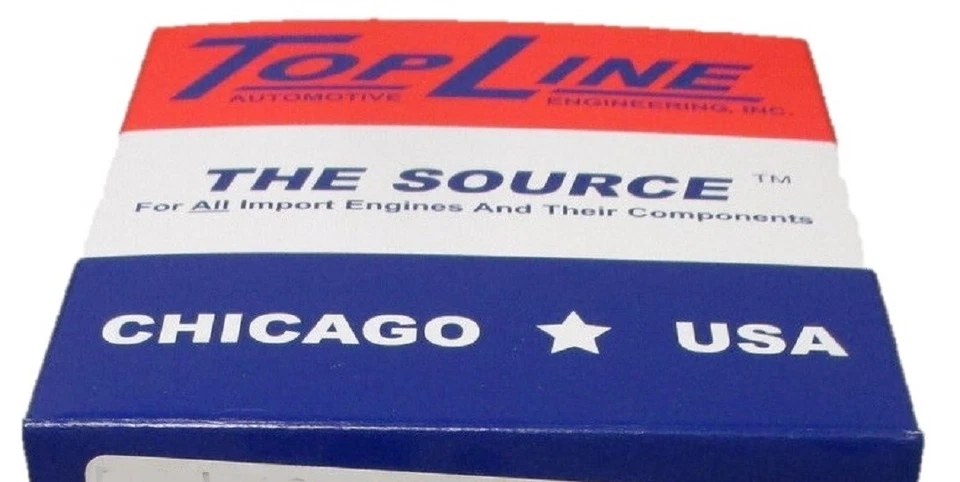 TOPLINE
AUTOMOTIVE ENGINEERING, INC.
THE SOURCE ™
For All Import Engines And Their Components
CHICAGO ★ USA